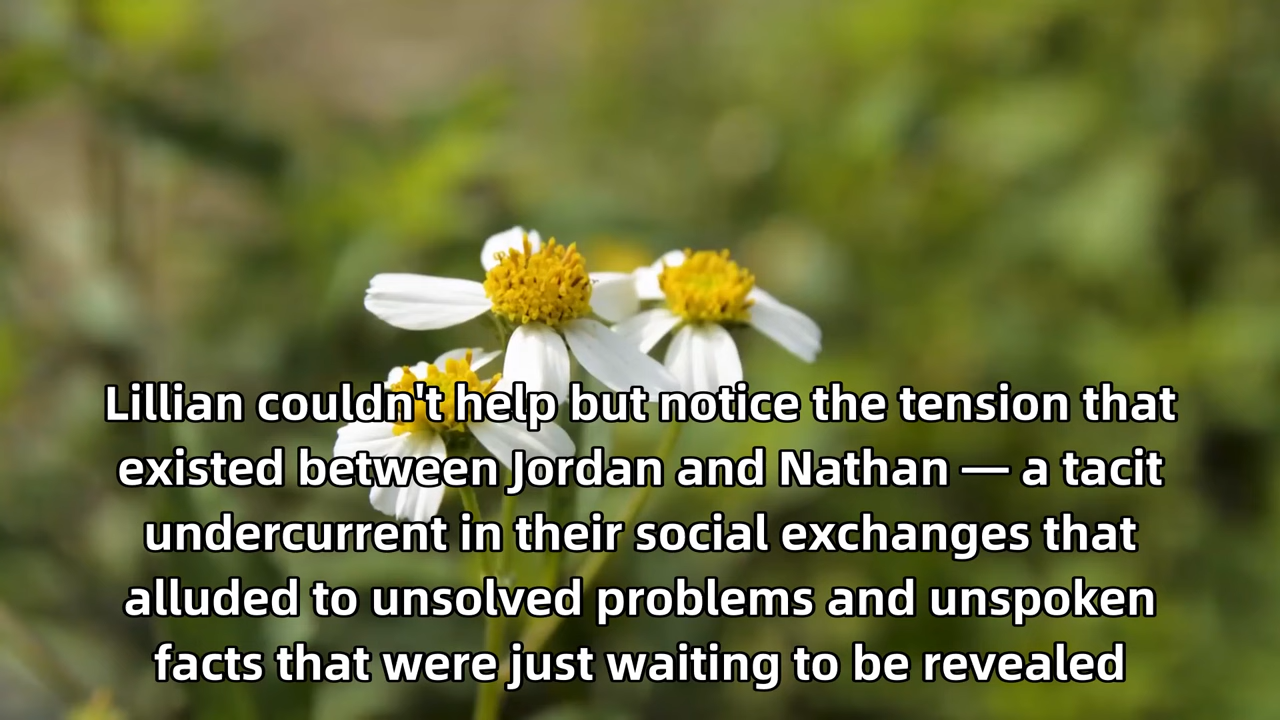 Lillian couldn't help but notice the tension that
existed between Jordan and Nathan — a tacit
undercurrent in their social exchanges that
alluded to unsolved problems and unspoken
facts that were just waiting to be revealed